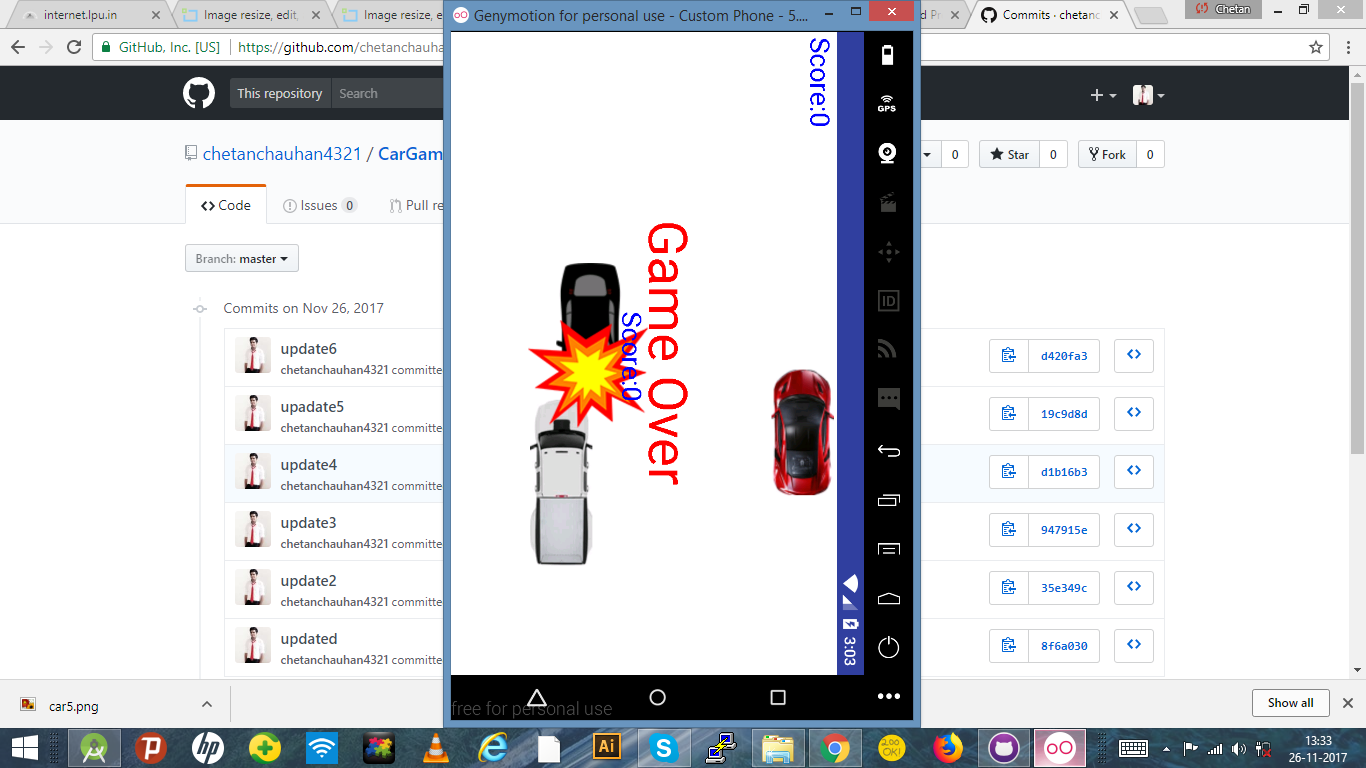 internet.lpu.in
Image resize, edit,
Image resize, e
Genymotion for personal use - Custom Phone - 5....
d Pr
Commits · chetanc
Chetan
GitHub, Inc. [US]
https://github.com/chetanchauha
This repository
Search
chetanchauhan4321 / CarGam
0
Star
0
Fork
0
Code
Issues 0
Pull re
Branch: master
Commits on Nov 26, 2017
update6
chetanchauhan4321 committe
d420fa3
upadate5
chetanchauhan4321 committe
19c9d8d
update4
chetanchauhan4321 committe
d1b16b3
update3
chetanchauhan4321 committe
947915e
update2
chetanchauhan4321 committe
35e349c
updated
chetanchauhan4321 committe
8f6a030
Score:0
Game Over
Score:0
3:03
GPS
ID
free for personal use
car5.png
Show all
hp
Ai
200 OK!
13:33
26-11-2017